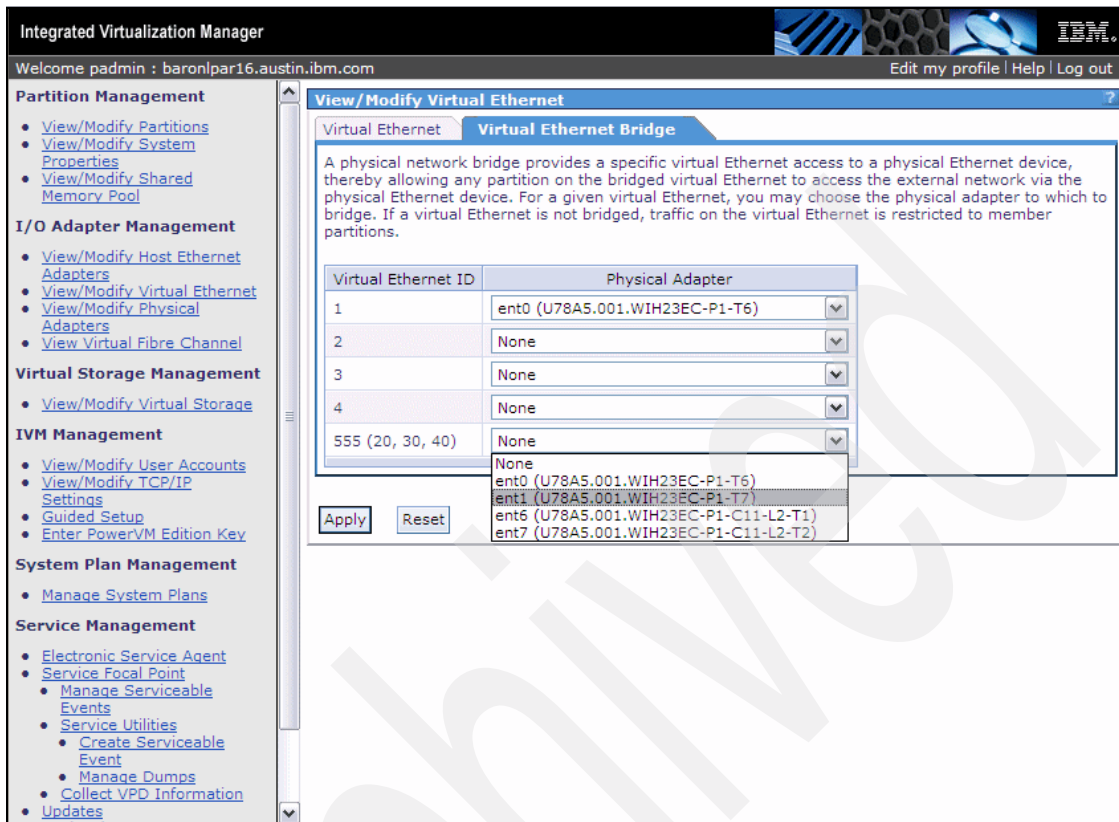 Integrated Virtualization Manager
IBM.
Welcome padmin : baronlpar16.austin.ibm.com
Edit my profile | Help | Log out
Partition Management
View/Modify Partitions
View/Modify System
Properties
View/Modify Shared
Memory Pool
I/O Adapter Management
View/Modify Host Ethernet
Adapters
View/Modify Virtual Ethernet
View/Modify Physical
Adapters
View Virtual Fibre Channel
Virtual Storage Management
View/Modify Virtual Storage
IVM Management
View/Modify User Accounts
View/Modify TCP/IP
Settings
Guided Setup
Enter PowerVM Edition Key
System Plan Management
Manage System Plans
Service Management
Electronic Service Agent
Service Focal Point
Manage Serviceable
Events
Service Utilities
Create Serviceable
Event
Manage Dumps
Collect VPD Information
Updates
View/Modify Virtual Ethernet
?
Virtual Ethernet
Virtual Ethernet Bridge
A physical network bridge provides a specific virtual Ethernet access to a physical Ethernet device,
thereby allowing any partition on the bridged virtual Ethernet to access the external network via the
physical Ethernet device. For a given virtual Ethernet, you may choose the physical adapter to which to
bridge. If a virtual Ethernet is not bridged, traffic on the virtual Ethernet is restricted to member
partitions.
Virtual Ethernet ID Physical Adapter
1 ent0 (U78A5.001.WIH23EC-P1-T6)
2 None
3 None
4 None
555 (20, 30, 40) None
None
ent0 (U78A5.001.WIH23EC-P1-T6)
ent1 (U78A5.001.WIH23EC-P1-T7)
ent6 (U78A5.001.WIH23EC-P1-C11-L2-T1)
ent7 (U78A5.001.WIH23EC-P1-C11-L2-T2)
Apply Reset
hived